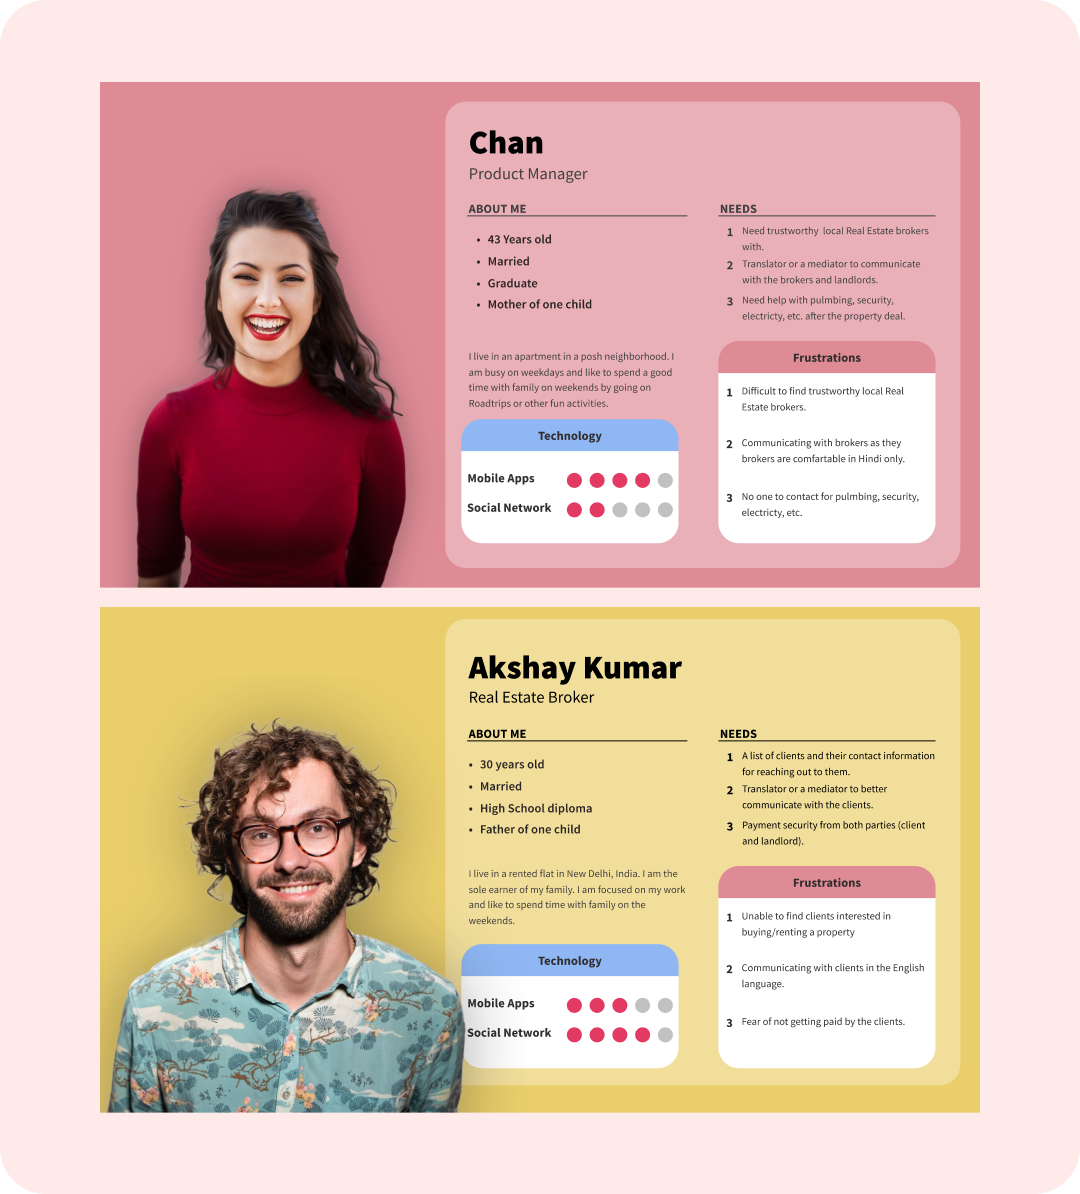 Chan
Product Manager
ABOUT ME
• 43 Years old
• Married
• Graduate
• Mother of one child
I live in an apartment in a posh neighborhood. I
am busy on weekdays and like to spend a good
time with family on weekends by going on
Roadtrips or other fun activities.
Technology
Mobile Apps
Social Network
NEEDS
1 Need trustworthy  local Real Estate brokers
with.
2 Translator or a mediator to communicate
with the brokers and landlords.
3 Need help with pulmbing, security,
electricty, etc. after the property deal.
Frustrations
1 Difficult to find trustworthy local Real
Estate brokers.
2 Communicating with brokers as they
brokers are comfartable in Hindi only.
3 No one to contact for pulmbing, security,
electricty, etc.
Akshay Kumar
Real Estate Broker
ABOUT ME
• 30 years old
• Married
• High School diploma
• Father of one child
I live in a rented flat in New Delhi, India. I am the
sole earner of my family. I am focused on my work
and like to spend time with family on the
weekends.
Technology
Mobile Apps
Social Network
NEEDS
1 A list of clients and their contact information
for reaching out to them.
2 Translator or a mediator to better
communicate with the clients.
3 Payment security from both parties (client
and landlord).
Frustrations
1 Unable to find clients interested in
buying/renting a property
2 Communicating with clients in the English
language.
3 Fear of not getting paid by the clients.